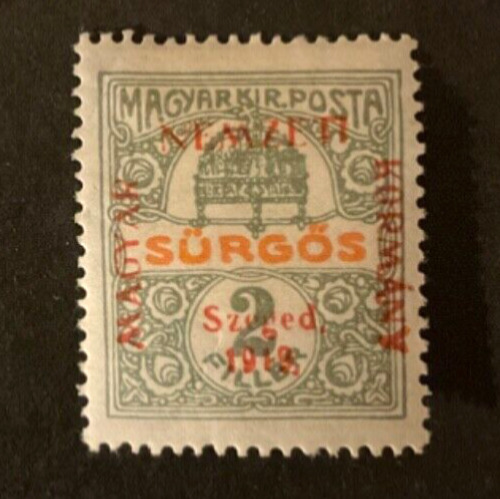 MAGYAR KIR. POSTA
NEMZETI
MAGYAR
KORMÁNY
SÜRGŐS
2
Szeged,
1919.
FILLÉR